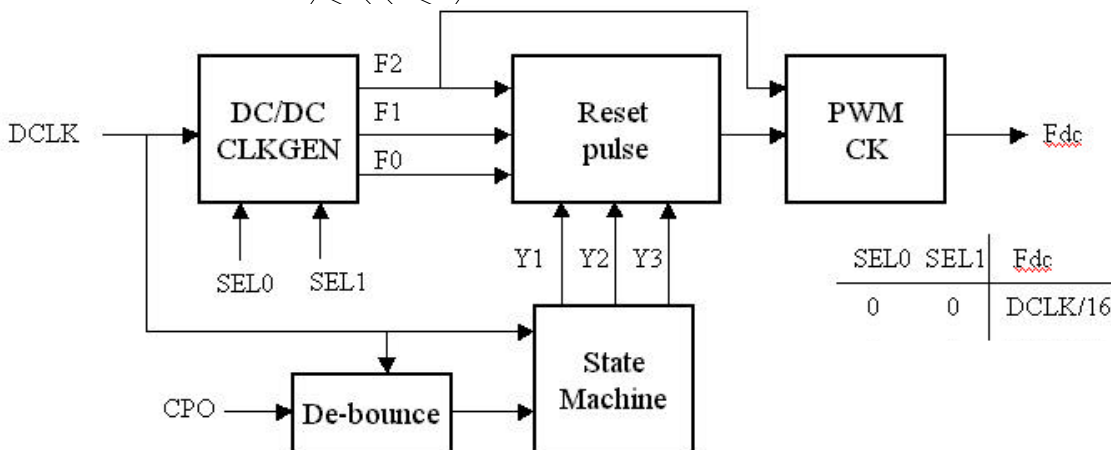 F2
DC/DC
CLKGEN
F1
F0
DCLK
Reset
pulse
PWM
CK
Fdc
SEL0
SEL1
Y1 Y2 Y3
SEL0 SEL1 Fdc
0 0 DCLK/16
State
Machine
CPO
De-bounce